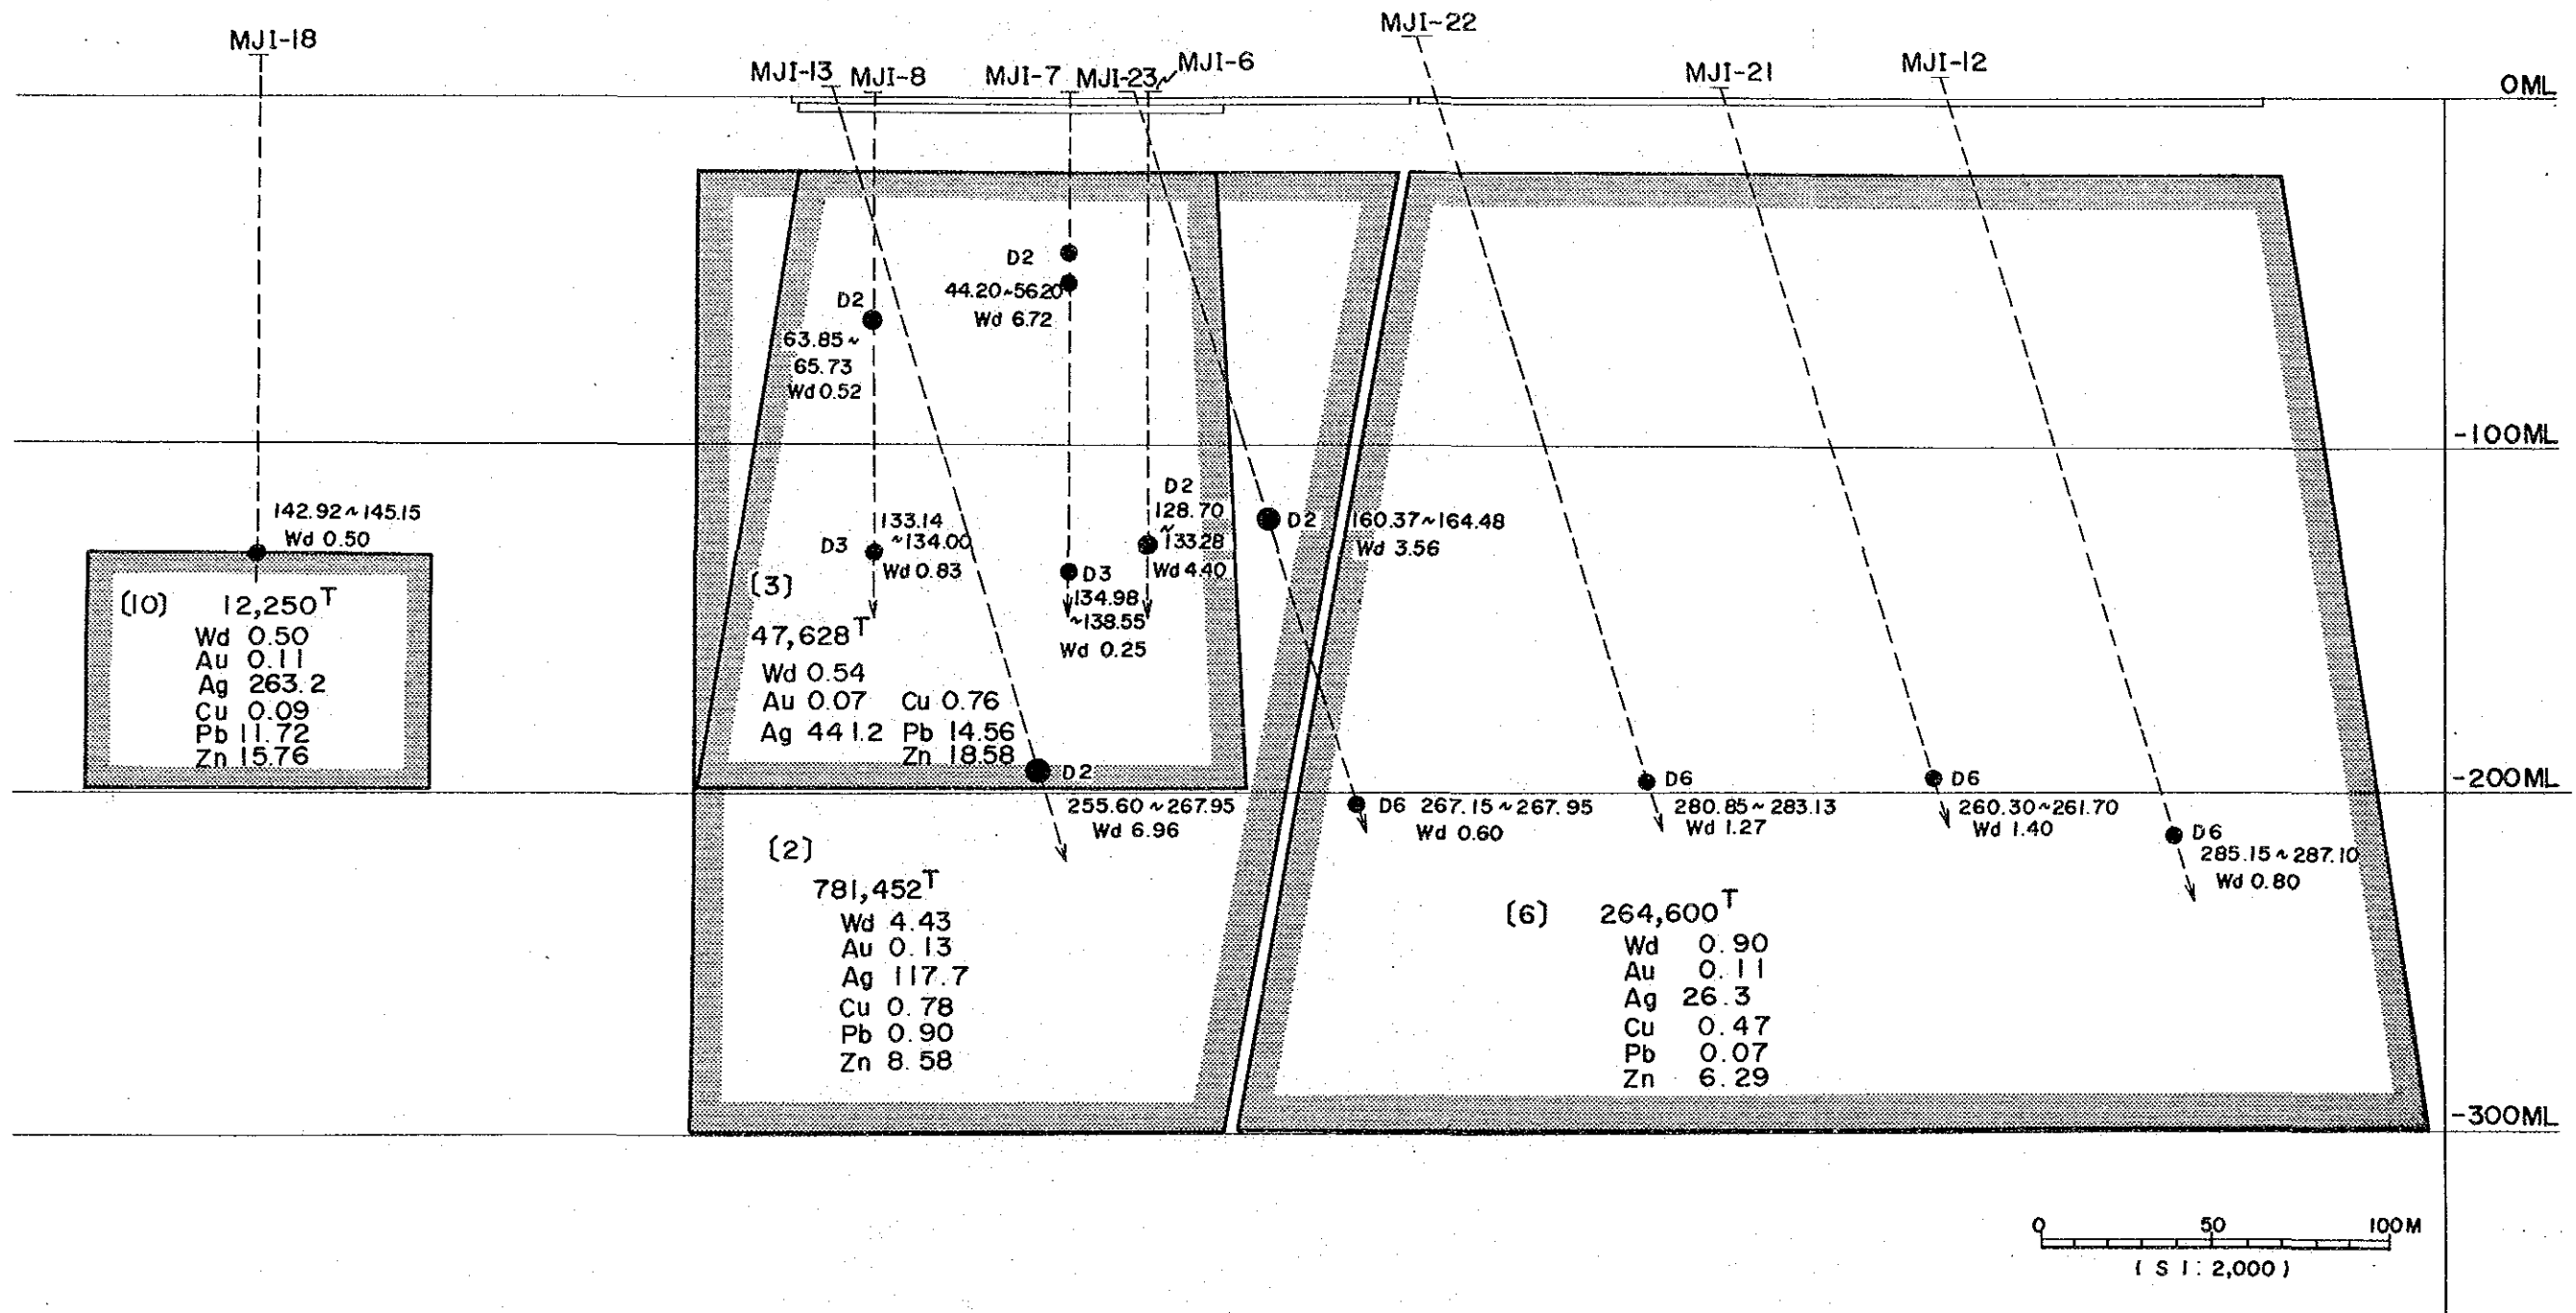 MJI-18
MJI-13
MJI-8
MJI-7
MJI-23
MJI-6
MJI-22
MJI-21
MJI-12
0ML
-100ML
-200ML
-300ML
142.92~145.15
Wd 0.50
(10) 12,250T
Wd 0.50
Au 0.11
Ag 263.2
Cu 0.09
Pb 11.72
Zn 15.76
D2
63.85~
65.73
Wd 0.52
D3
133.14
~134.00
Wd 0.83
D2
44.20~56.20
Wd 6.72
D3
134.98
~138.55
Wd 0.25
D2
128.70
~
133.28
Wd 4.40
D2
160.37~164.48
Wd 3.56
(3)
47,628T
Wd 0.54
Au 0.07 Cu 0.76
Ag 441.2 Pb 14.56
Zn 18.58
D2
255.60~267.95
Wd 6.96
(2)
781,452T
Wd 4.43
Au 0.13
Ag 117.7
Cu 0.78
Pb 0.90
Zn 8.58
D6 267.15~267.95
Wd 0.60
D6
280.85~283.13
Wd 1.27
D6
260.30~261.70
Wd 1.40
D6
285.15~287.10
Wd 0.80
(6) 264,600T
Wd 0.90
Au 0.11
Ag 26.3
Cu 0.47
Pb 0.07
Zn 6.29
0 50 100M
( S 1: 2,000 )